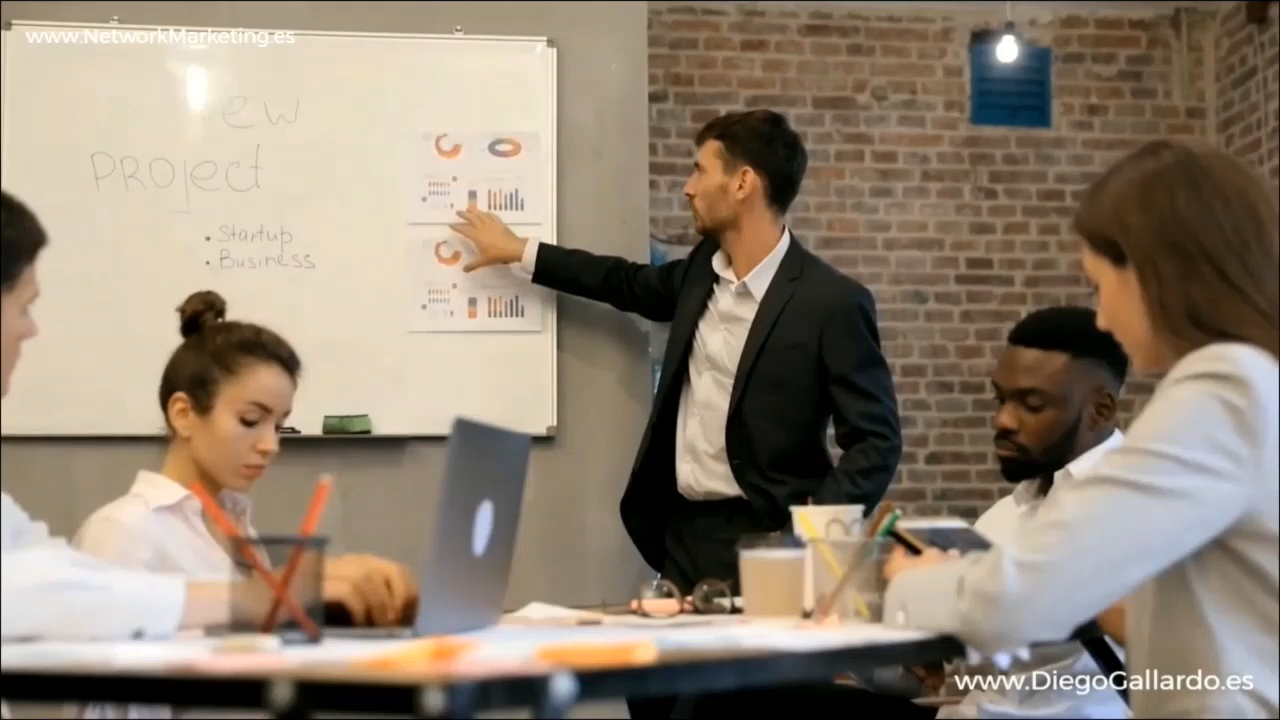 www.NetworkMarketing.es
ew
PROject
• Startup
• Business
www.DiegoGallardo.es